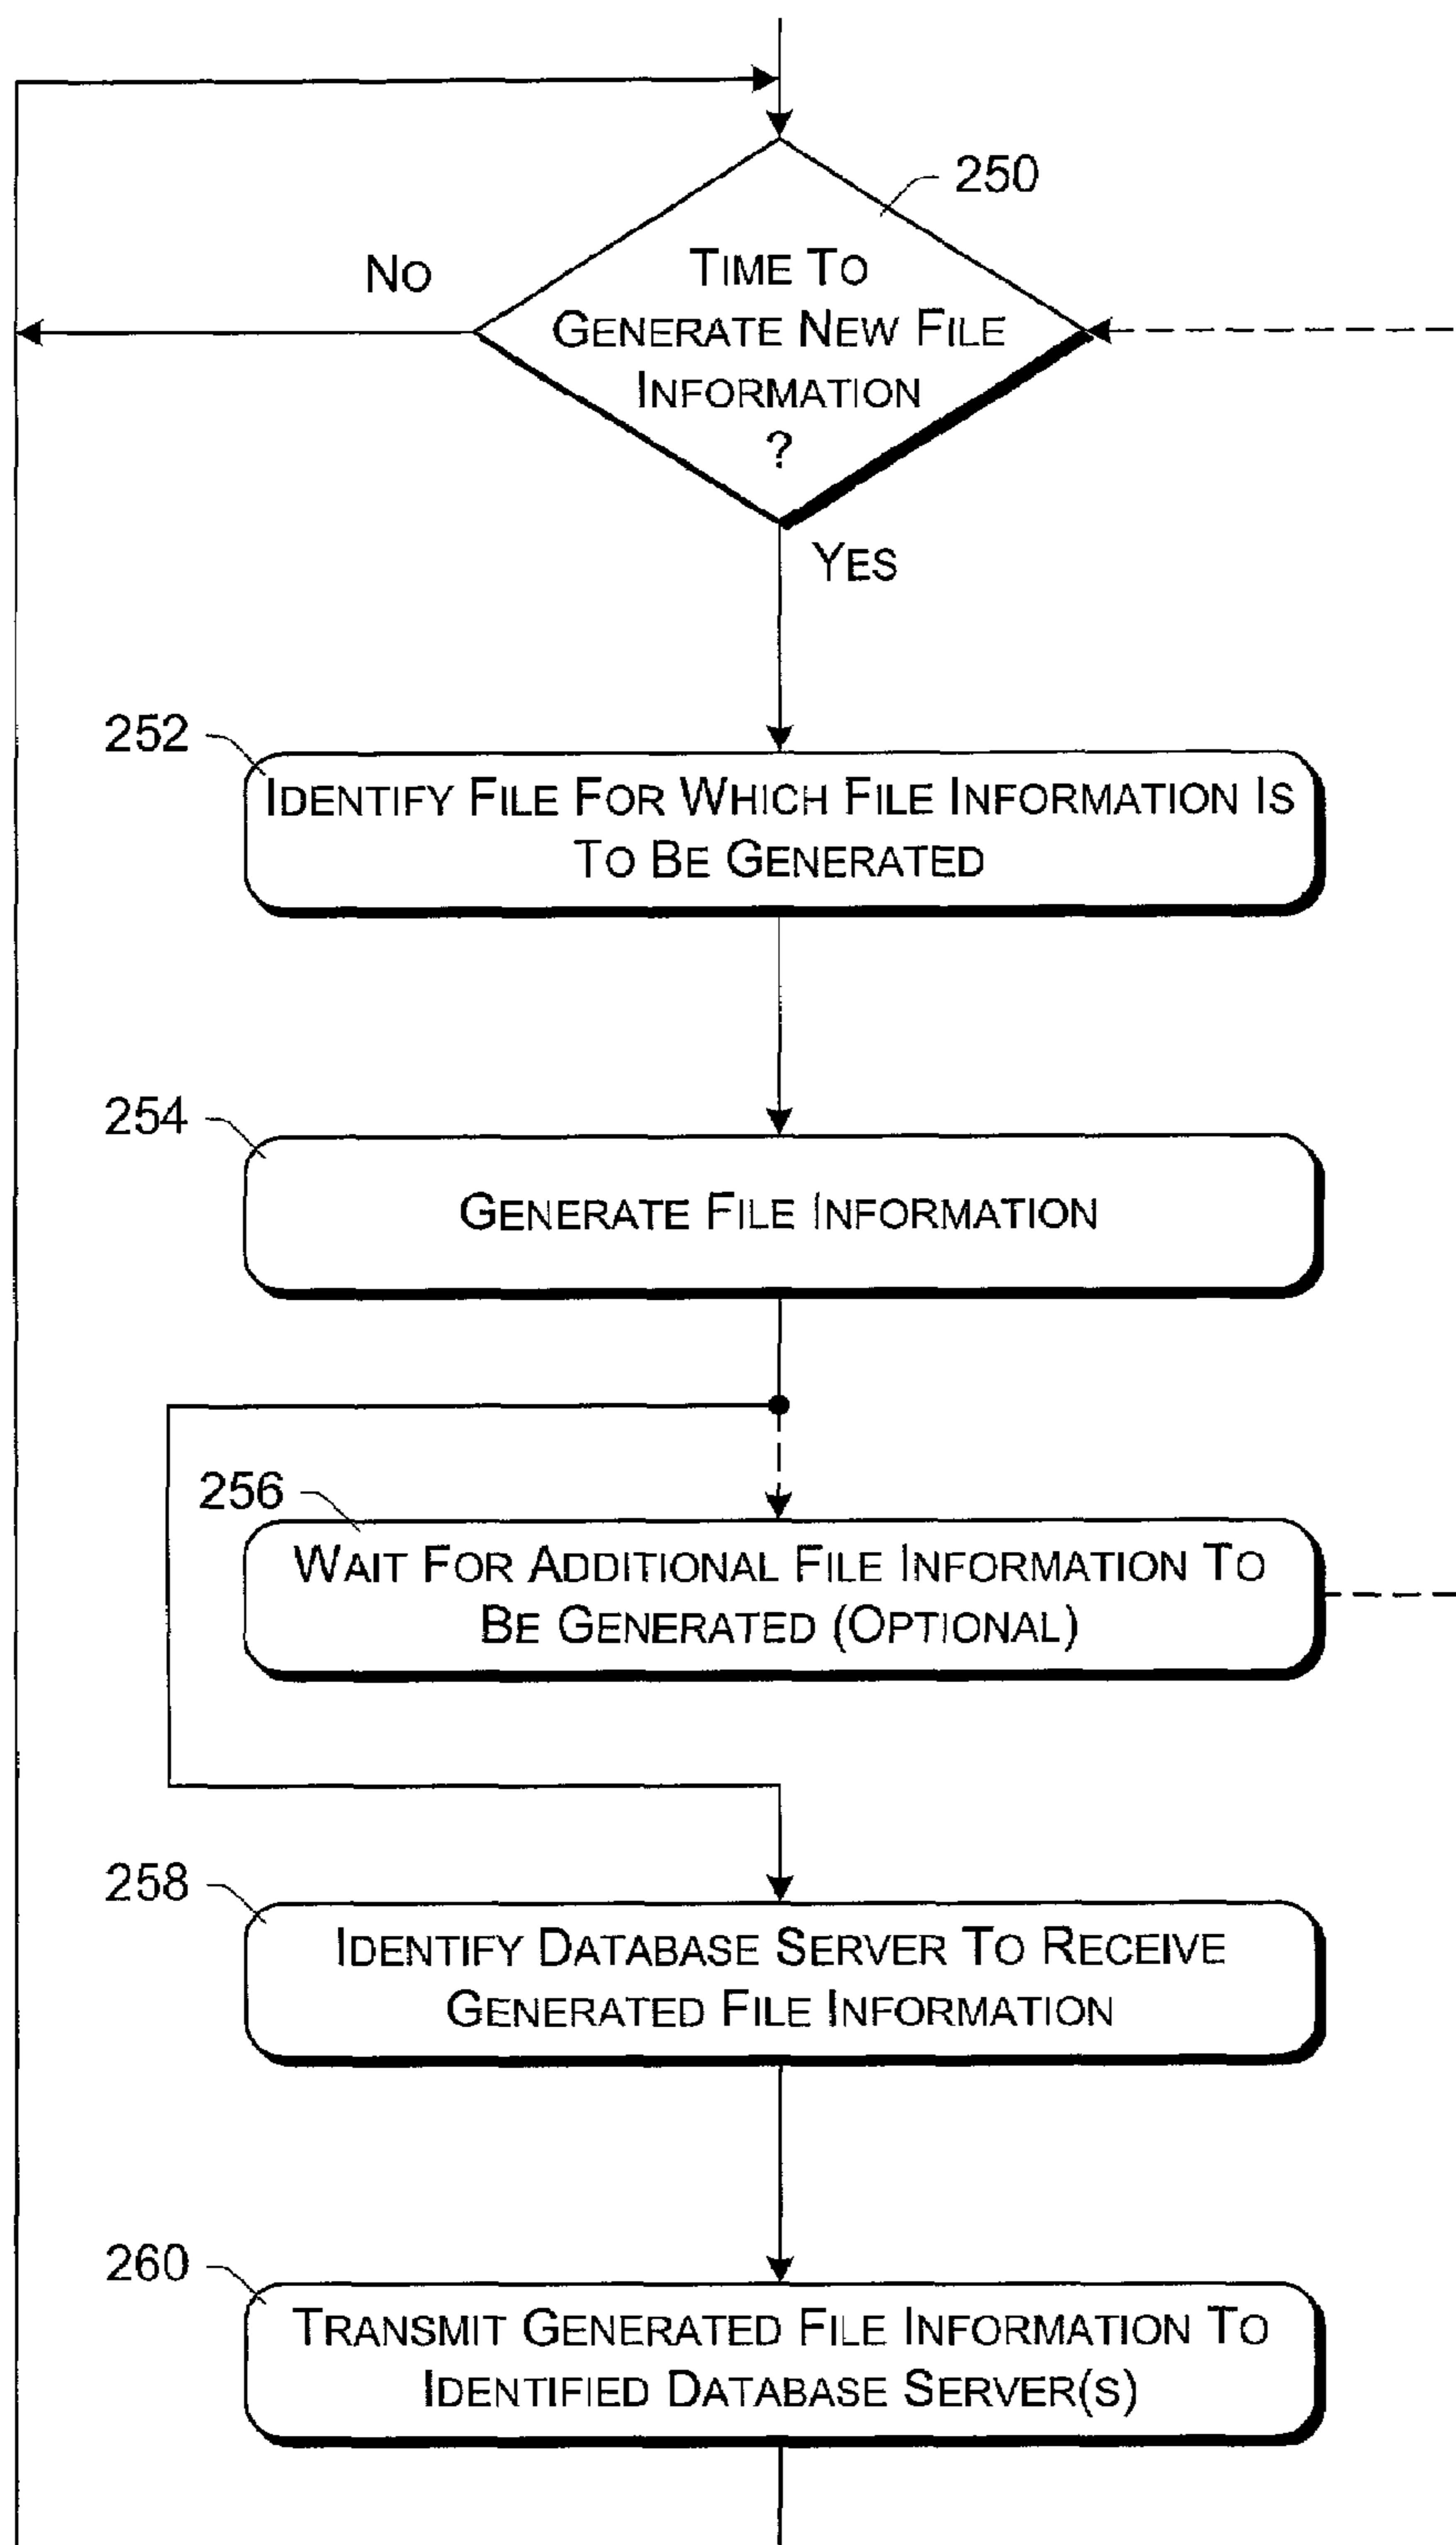 250
NO
TIME TO
GENERATE NEW FILE
INFORMATION
?
YES
252
IDENTIFY FILE FOR WHICH FILE INFORMATION IS
TO BE GENERATED
254
GENERATE FILE INFORMATION
256
WAIT FOR ADDITIONAL FILE INFORMATION TO
BE GENERATED (OPTIONAL)
258
IDENTIFY DATABASE SERVER TO RECEIVE
GENERATED FILE INFORMATION
260
TRANSMIT GENERATED FILE INFORMATION TO
IDENTIFIED DATABASE SERVER(S)